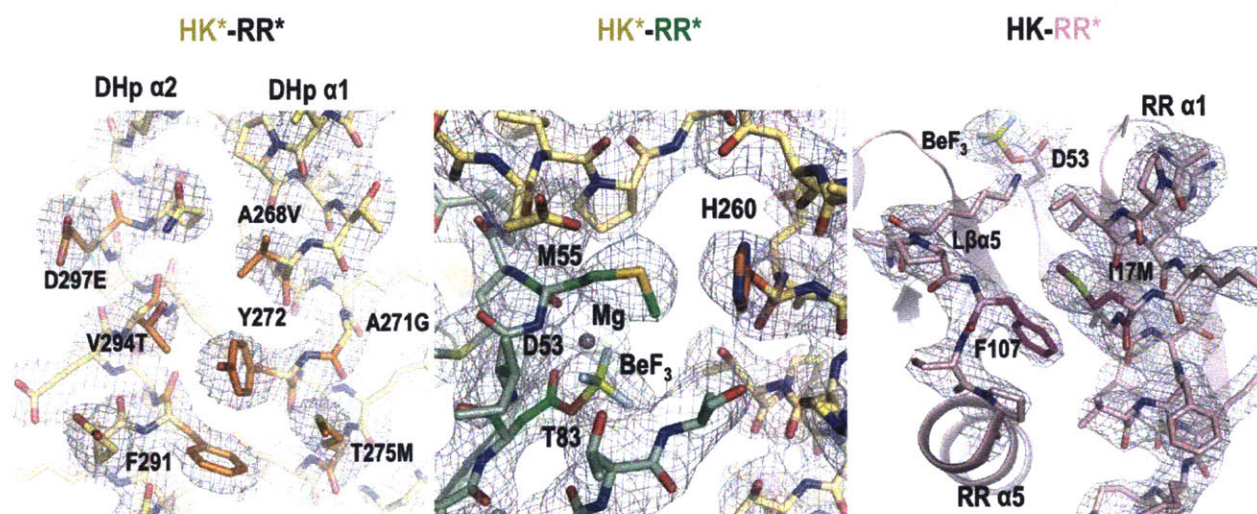 HK*-RR*
DHp α2
DHp α1
A268V
D297E
Y272
A271G
V294T
F291
T275M
HK*-RR*
H260
M55
Mg
D53
BeF3
T83
HK-RR*
RR α1
BeF3
D53
Lβα5
I17M
F107
RR α5